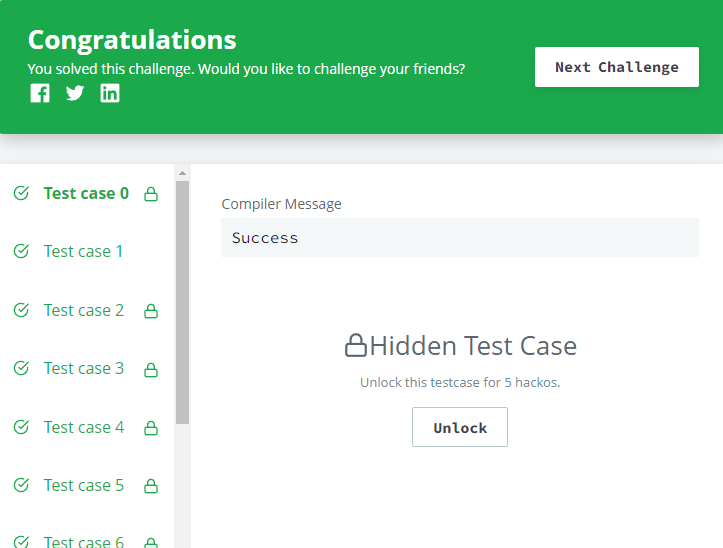 Congratulations
You solved this challenge. Would you like to challenge your friends?
Next Challenge
Test case 0
Test case 1
Test case 2
Test case 3
Test case 4
Test case 5
Test case 6
Compiler Message
Success
Hidden Test Case
Unlock this testcase for 5 hackos.
Unlock